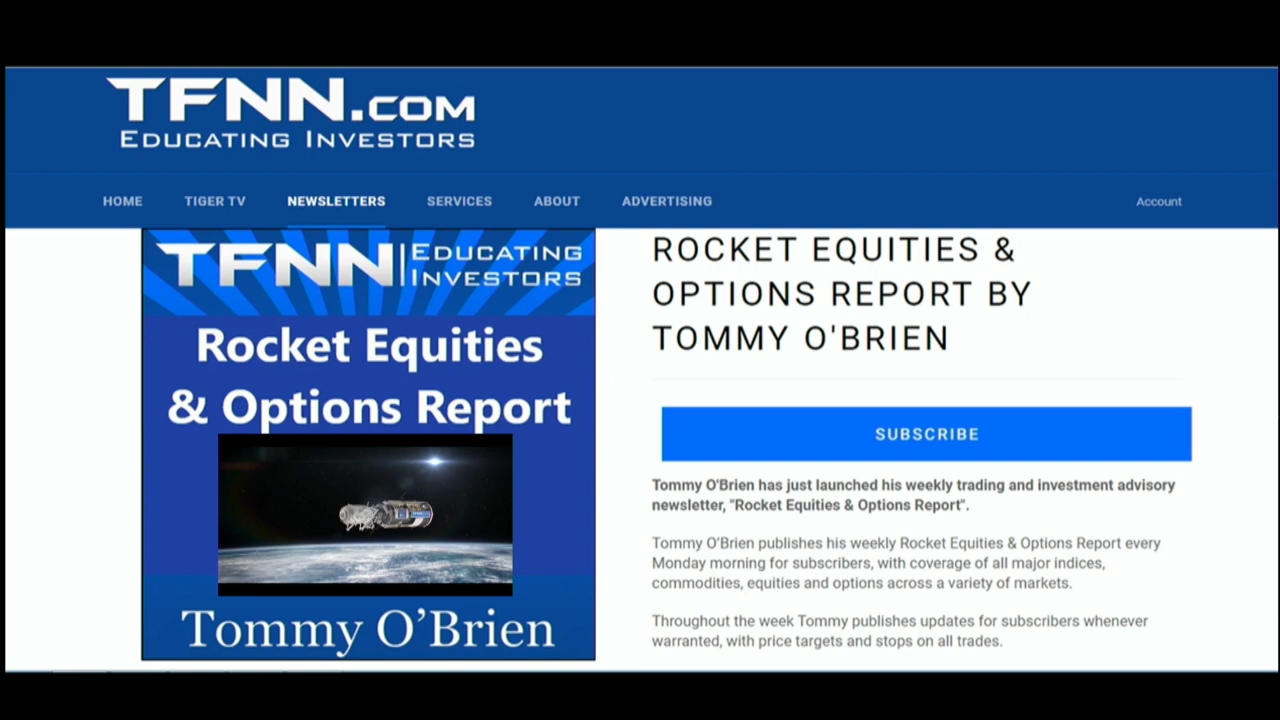 TFNN.COM
EDUCATING INVESTORS
HOME TIGER TV NEWSLETTERS SERVICES ABOUT ADVERTISING Account
TFNN EDUCATING
INVESTORS
Rocket Equities
& Options Report
TFNN
Tommy O’Brien
ROCKET EQUITIES &
OPTIONS REPORT BY
TOMMY O'BRIEN
SUBSCRIBE
Tommy O'Brien has just launched his weekly trading and investment advisory
newsletter, "Rocket Equities & Options Report".
Tommy O'Brien publishes his weekly Rocket Equities & Options Report every
Monday morning for subscribers, with coverage of all major indices,
commodities, equities and options across a variety of markets.
Throughout the week Tommy publishes updates for subscribers whenever
warranted, with price targets and stops on all trades.